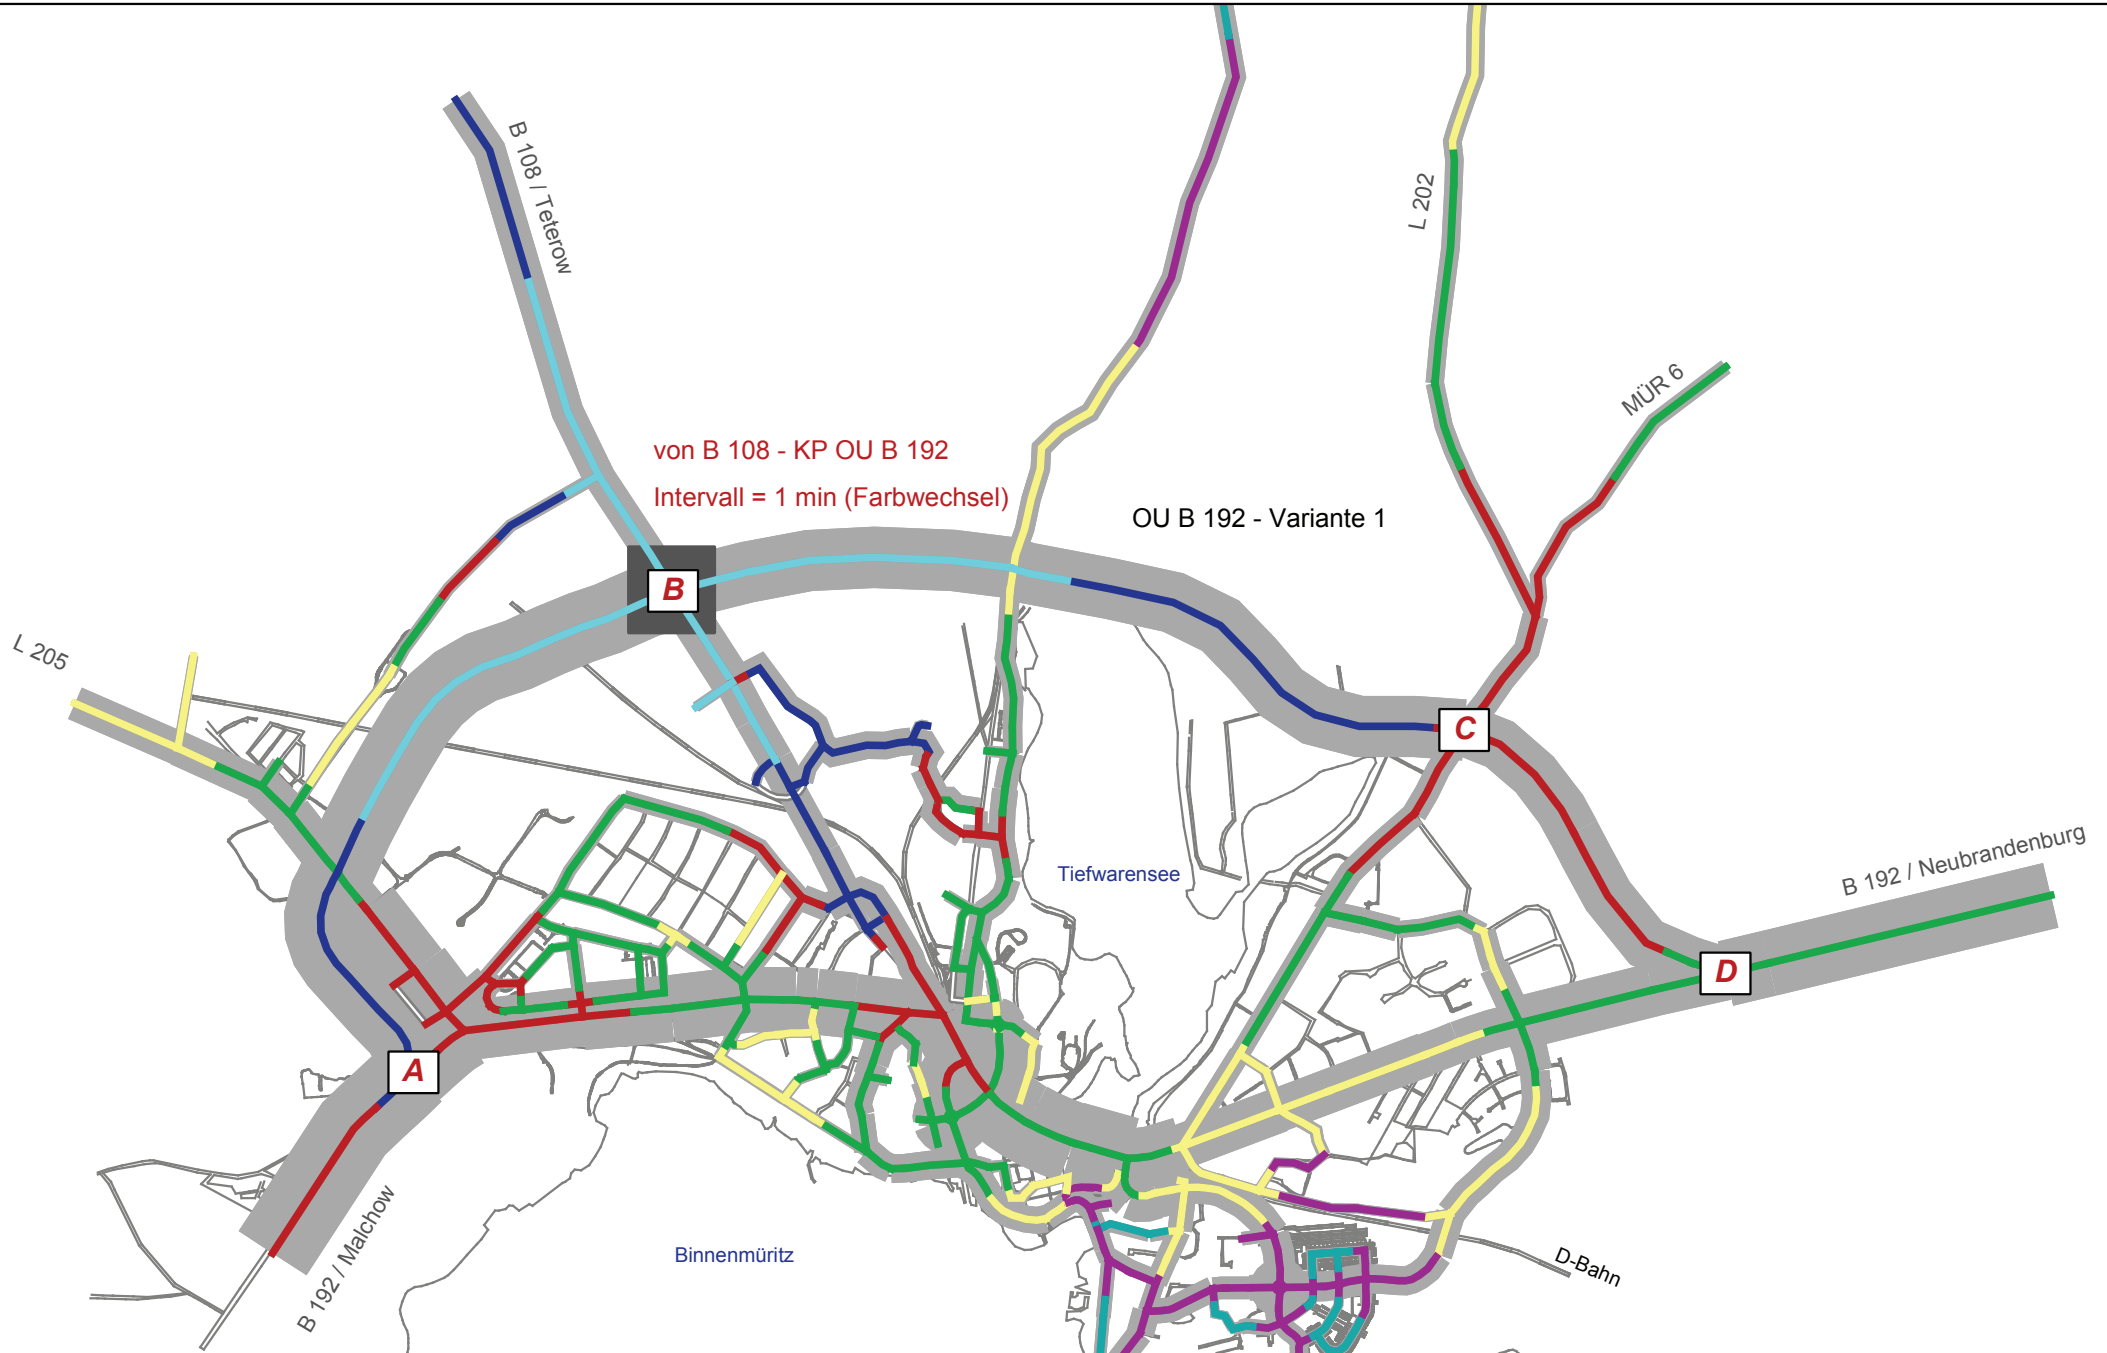 B 108 / Teterow
L 202
MÜR 6
von B 108 - KP OU B 192
Intervall = 1 min (Farbwechsel)
OU B 192 - Variante 1
B
L 205
C
Tiefwarensee
B 192 / Neubrandenburg
D
A
B 192 / Malchow
Binnenmüritz
D-Bahn